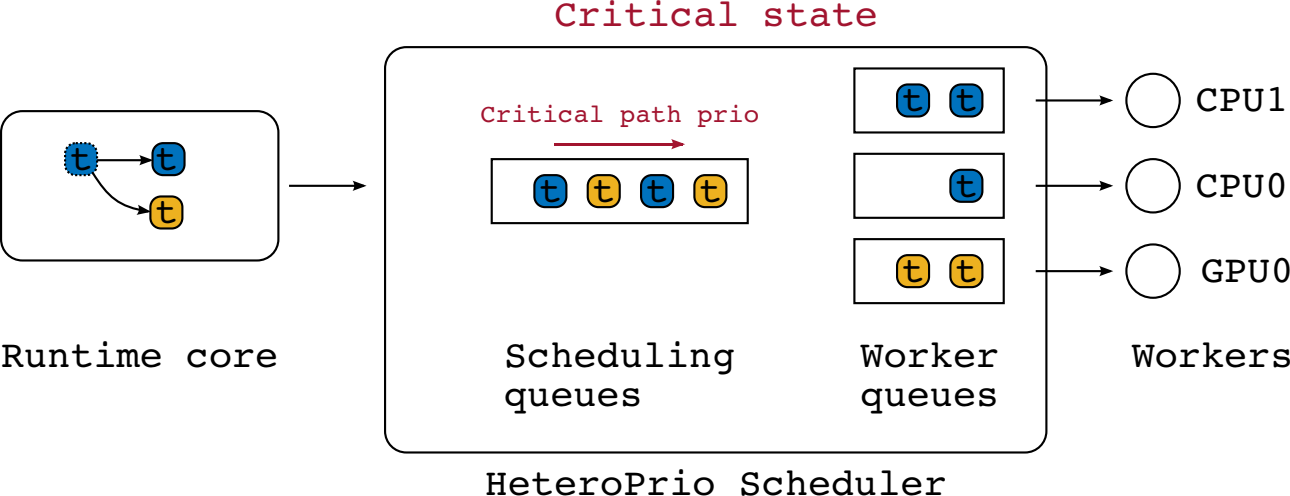 Critical state
Critical path prio
t t
t
t t t t
t t
t
t t
CPU1
CPU0
GPU0
Runtime core
Scheduling
queues
Worker
queues
Workers
HeteroPrio Scheduler